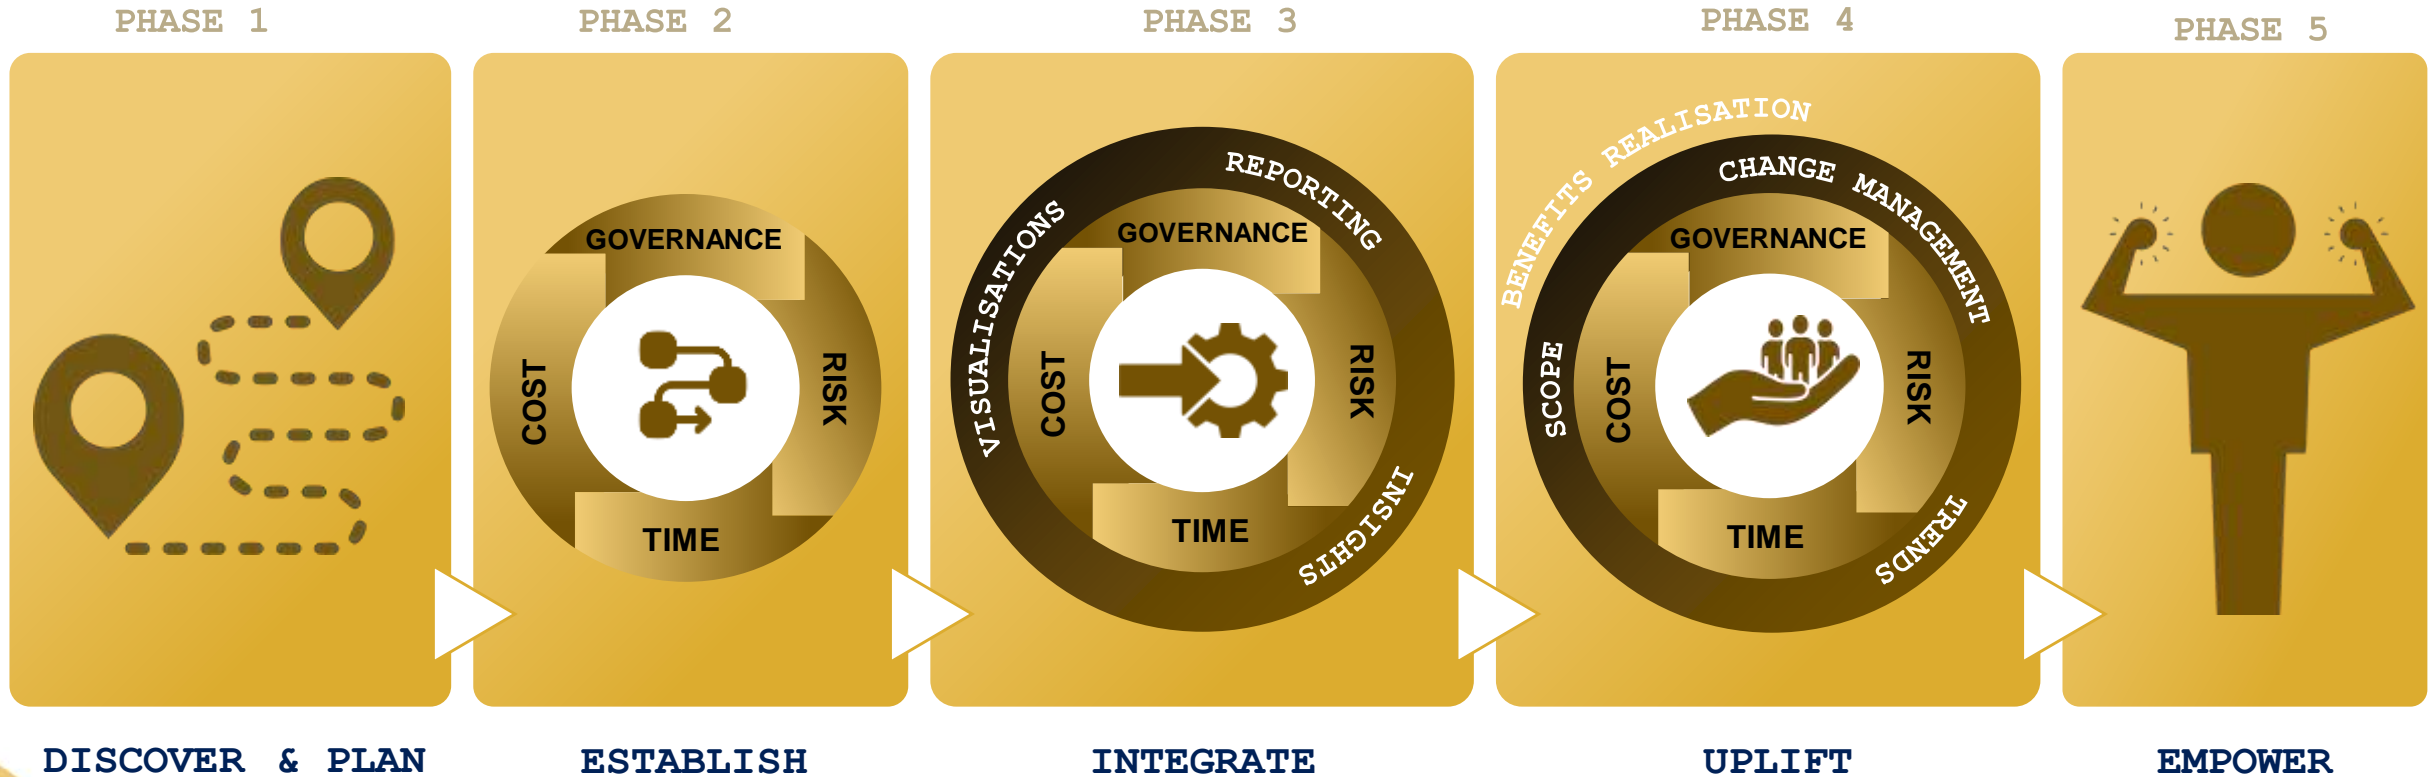 PHASE 1
PHASE 2
PHASE 3
PHASE 4
PHASE 5
GOVERNANCE
COST
RISK
TIME
VISUALISATIONS
REPORTING
INSIGHTS
GOVERNANCE
COST
RISK
TIME
BENEFITS REALISATION
SCOPE
CHANGE MANAGEMENT
TRENDS
GOVERNANCE
COST
RISK
TIME
DISCOVER & PLAN
ESTABLISH
INTEGRATE
UPLIFT
EMPOWER